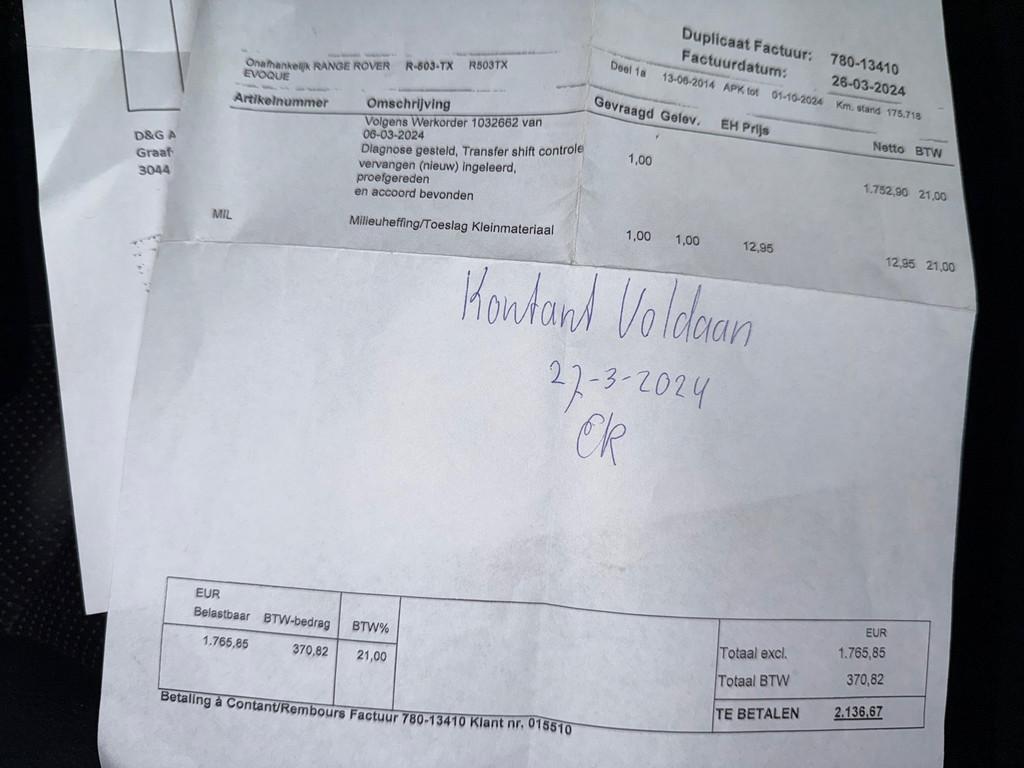 Duplicaat Factuur: 780-13410
Factuurdatum: 26-03-2024
Onafhankelijk RANGE ROVER R-503-TX R503TX
EVOQUE
Deel 1a 13-06-2014 APK tot 01-10-2024 Km. stand 175.718
Artikelnummer Omschrijving Gevraagd Gelev. EH Prijs Netto BTW
Volgens Werkorder 1032662 van
06-03-2024
Diagnose gesteld, Transfer shift controle 1,00 1.752,90 21,00
vervangen (nieuw) ingeleerd,
proefgereden
en accoord bevonden
MIL Milieuheffing/Toeslag Kleinmateriaal 1,00 1,00 12,95 12,95 21,00
D&G A
Graaf
3044
Kontant Voldaan
27-3-2024
EUR
Belastbaar BTW-bedrag BTW%
1.765,85 370,82 21,00
EUR
Totaal excl. 1.765,85
Totaal BTW 370,82
TE BETALEN 2.136,67
Betaling à Contant/Rembours Factuur 780-13410 Klant nr. 015510